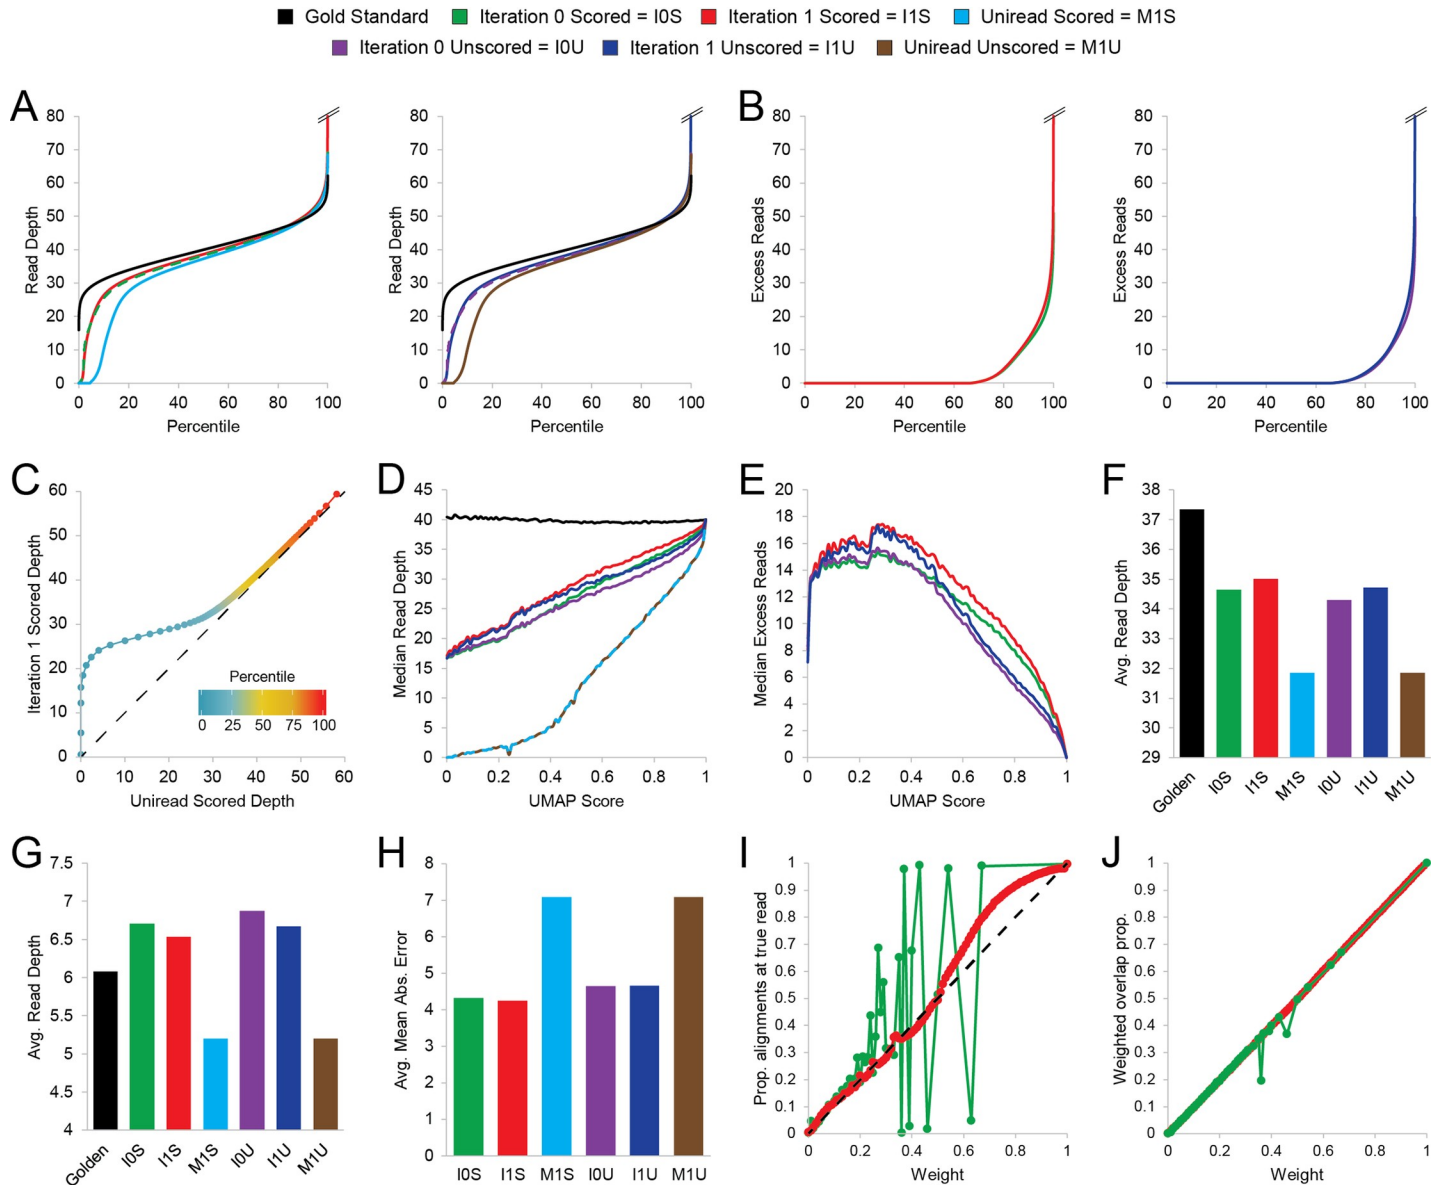 Gold Standard Iteration 0 Scored = I0S Iteration 1 Scored = I1S Uniread Scored = M1S
Iteration 0 Unscored = I0U Iteration 1 Unscored = I1U Uniread Unscored = M1U
A
Read Depth
80
70
60
50
40
30
20
10
0
0 20 40 60 80 100
Percentile
Read Depth
80
70
60
50
40
30
20
10
0
0 20 40 60 80 100
Percentile
B
Excess Reads
80
70
60
50
40
30
20
10
0
0 20 40 60 80 100
Percentile
Excess Reads
80
70
60
50
40
30
20
10
0
0 20 40 60 80 100
Percentile
C
Iteration 1 Scored Depth
60
50
40
30
20
10
0
Percentile
0 25 50 75 100
0 10 20 30 40 50 60
Uniread Scored Depth
D
Median Read Depth
45
40
35
30
25
20
15
10
5
0
0 0.2 0.4 0.6 0.8 1
UMAP Score
E
Median Excess Reads
20
18
16
14
12
10
8
6
4
2
0
0 0.2 0.4 0.6 0.8 1
UMAP Score
F
Avg. Read Depth
38
37
36
35
34
33
32
31
30
29
Golden I0S I1S M1S I0U I1U M1U
G
Avg. Read Depth
7.5
7
6.5
6
5.5
5
4.5
4
Golden I0S I1S M1S I0U I1U M1U
H
Avg. Mean Abs. Error
8
7
6
5
4
3
2
1
0
I0S I1S M1S I0U I1U M1U
I
Prop. alignments at true read
1
0.9
0.8
0.7
0.6
0.5
0.4
0.3
0.2
0.1
0
0 0.2 0.4 0.6 0.8 1
Weight
J
Weighted overlap prop.
1
0.9
0.8
0.7
0.6
0.5
0.4
0.3
0.2
0.1
0
0 0.2 0.4 0.6 0.8 1
Weight